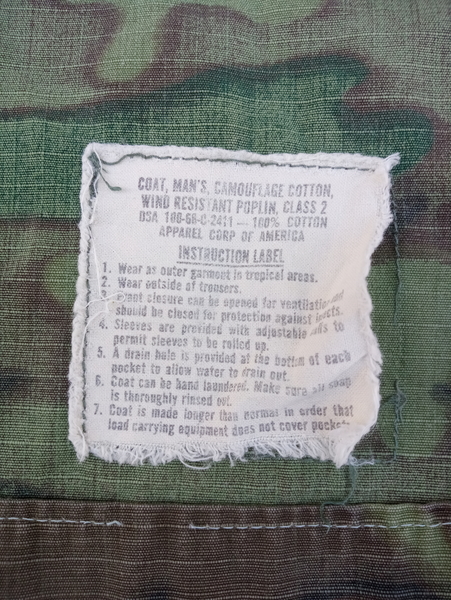 COAT, MAN'S, CAMOUFLAGE COTTON,
WIND RESISTANT POPLIN, CLASS 2
DSA 100-68-C-2411 — 100% COTTON
APPAREL CORP OF AMERICA
INSTRUCTION LABEL
1. Wear as outer garment in tropical areas.
2. Wear outside of trousers.
3. closure can be opened for ventilation and
should be closed for protection against insects.
4. Sleeves are provided with adjustable to
permit sleeves to be rolled up.
5. A drain hole is provided at the bottom of each
pocket to allow water to drain out.
6. Coat can be hand laundered. Make sure all soap
is thoroughly rinsed out.
7. Coat is made longer than normal in order that
load carrying equipment does not cover pocket